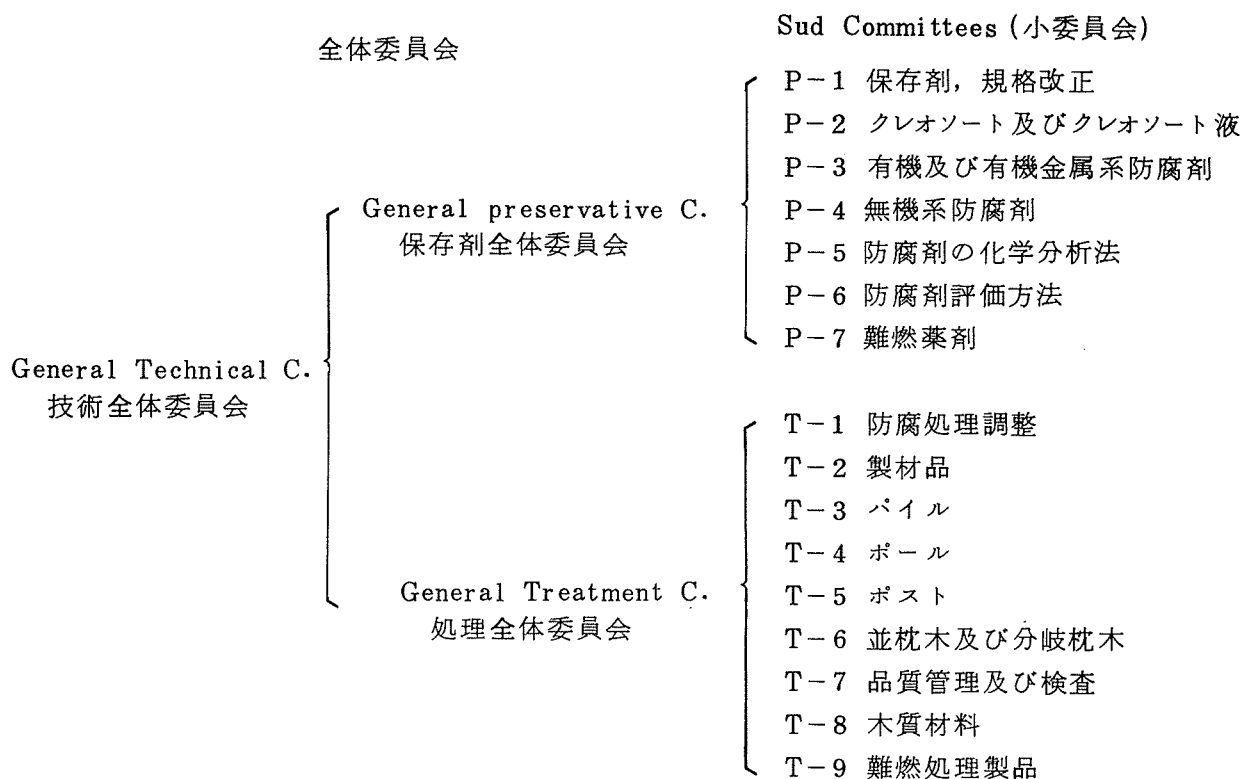 全体委員会
Sud Committees (小委員会)
General Technical C.
技術全体委員会
General preservative C.
保存剤全体委員会
P-1 保存剤，規格改正
P-2 クレオソート及びクレオソート液
P-3 有機及び有機金属系防腐剤
P-4 無機系防腐剤
P-5 防腐剤の化学分析法
P-6 防腐剤評価方法
P-7 難燃薬剤
General Treatment C.
処理全体委員会
T-1 防腐処理調整
T-2 製材品
T-3 パイル
T-4 ポール
T-5 ポスト
T-6 並枕木及び分岐枕木
T-7 品質管理及び検査
T-8 木質材料
T-9 難燃処理製品